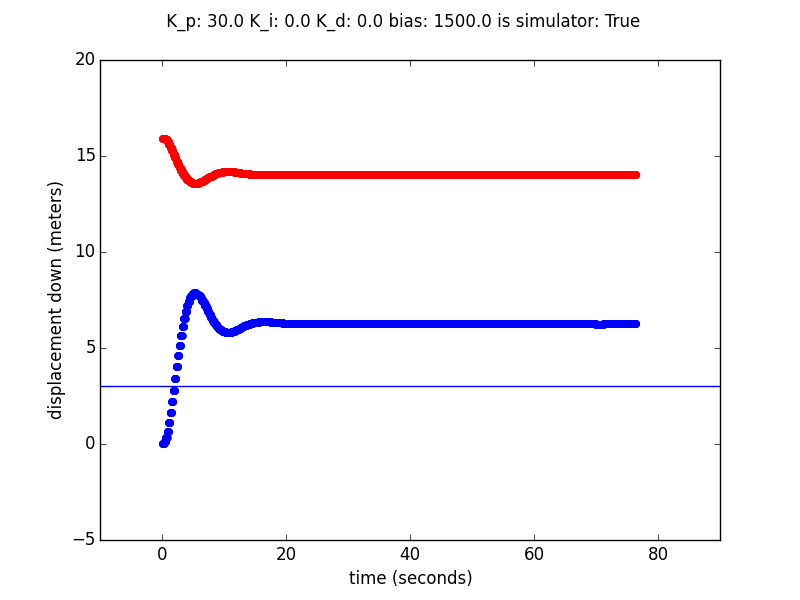 K_p: 30.0 K_i: 0.0 K_d: 0.0 bias: 1500.0 is simulator: True
20
15
10
5
0
−5
displacement down (meters)
0 20 40 60 80
time (seconds)